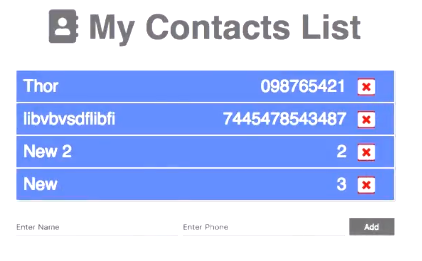 My Contacts List
Thor 098765421
libvbvsdflibfi 7445478543487
New 2 2
New 3
Enter Name Enter Phone Add